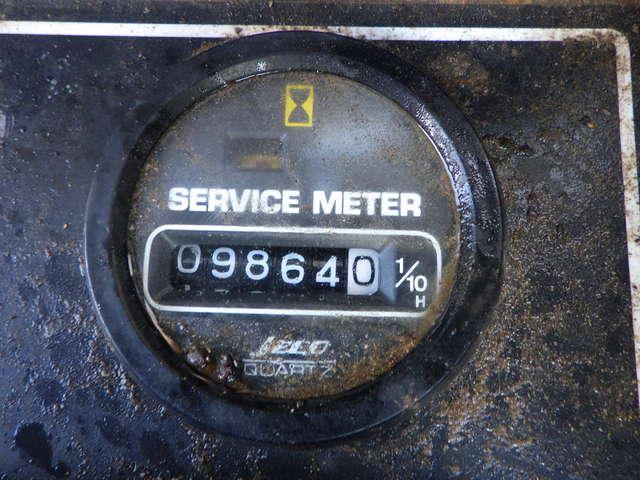 SERVICE METER
098640 1/10 H
JECO
QUARTZ